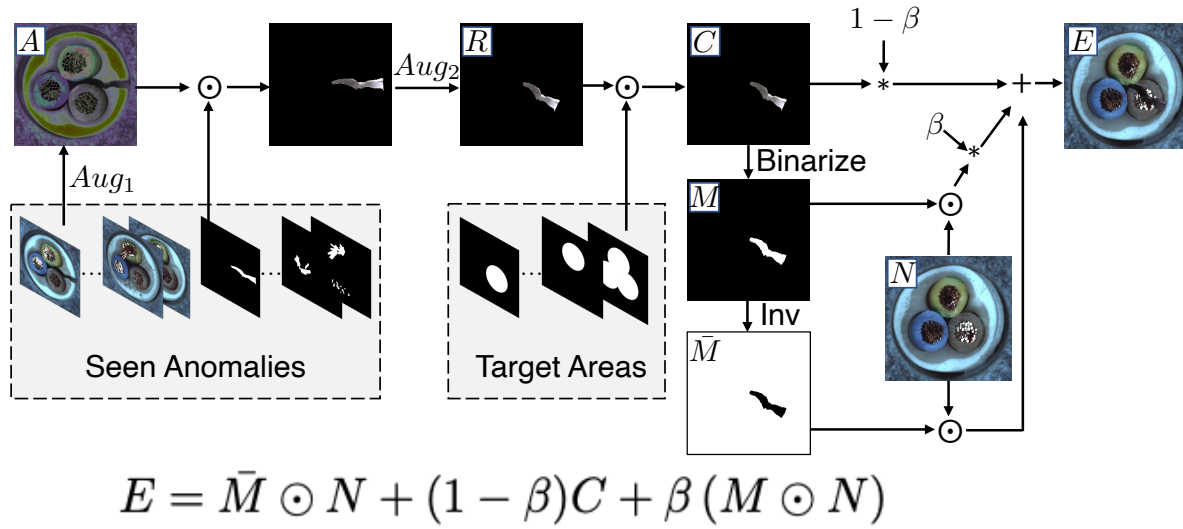 A
R
C
1 − β
E
Aug₂
⊙
⊙
*
+
β
*
Aug₁
Binarize
M
⊙
...
...
...
N
Inv
M̄
Seen Anomalies
Target Areas
⊙
E = M̄ ⊙ N + (1 − β)C + β (M ⊙ N)